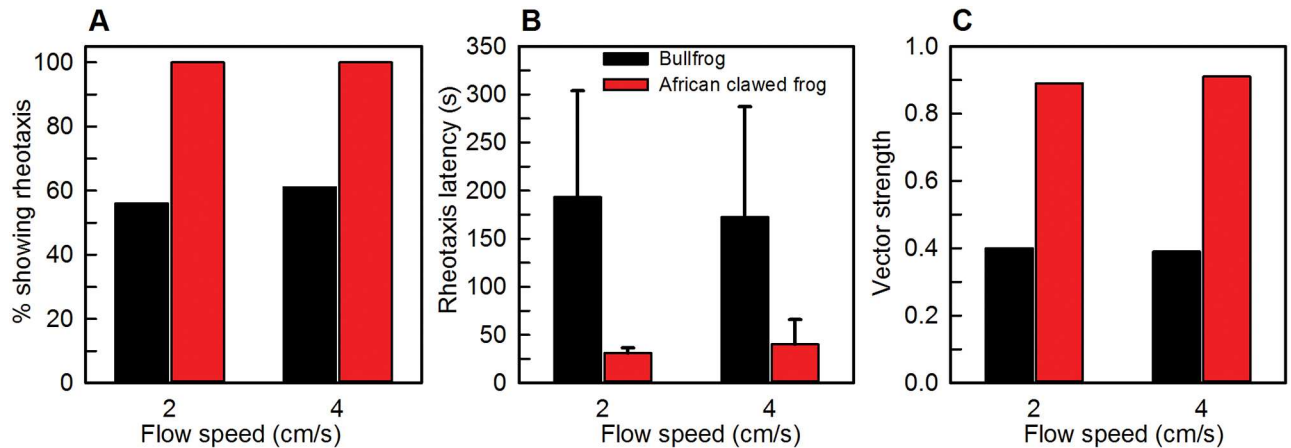 A
% showing rheotaxis
100
80
60
40
20
0
2
4
Flow speed (cm/s)
B
Rheotaxis latency (s)
350
300
250
200
150
100
50
0
Bullfrog
African clawed frog
2
4
Flow speed (cm/s)
C
Vector strength
1.0
0.8
0.6
0.4
0.2
0.0
2
4
Flow speed (cm/s)